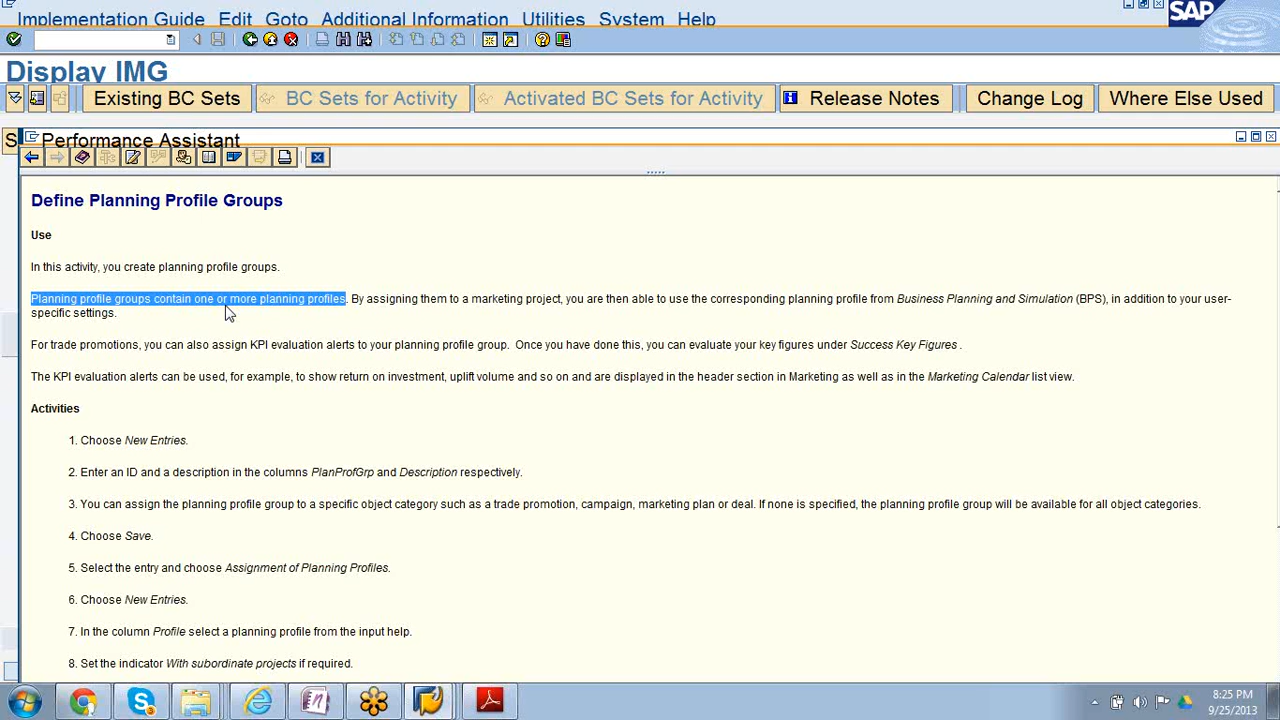 Implementation Guide Edit Goto Additional Information Utilities System Help
SAP
Display IMG
Existing BC Sets BC Sets for Activity Activated BC Sets for Activity Release Notes Change Log Where Else Used
S Performance Assistant
Define Planning Profile Groups
Use
In this activity, you create planning profile groups.
Planning profile groups contain one or more planning profiles. By assigning them to a marketing project, you are then able to use the corresponding planning profile from Business Planning and Simulation (BPS), in addition to your user-
specific settings.
For trade promotions, you can also assign KPI evaluation alerts to your planning profile group. Once you have done this, you can evaluate your key figures under Success Key Figures .
The KPI evaluation alerts can be used, for example, to show return on investment, uplift volume and so on and are displayed in the header section in Marketing as well as in the Marketing Calendar list view.
Activities
1. Choose New Entries.
2. Enter an ID and a description in the columns PlanProfGrp and Description respectively.
3. You can assign the planning profile group to a specific object category such as a trade promotion, campaign, marketing plan or deal. If none is specified, the planning profile group will be available for all object categories.
4. Choose Save.
5. Select the entry and choose Assignment of Planning Profiles.
6. Choose New Entries.
7. In the column Profile select a planning profile from the input help.
8. Set the indicator With subordinate projects if required.
8:25 PM
9/25/2013